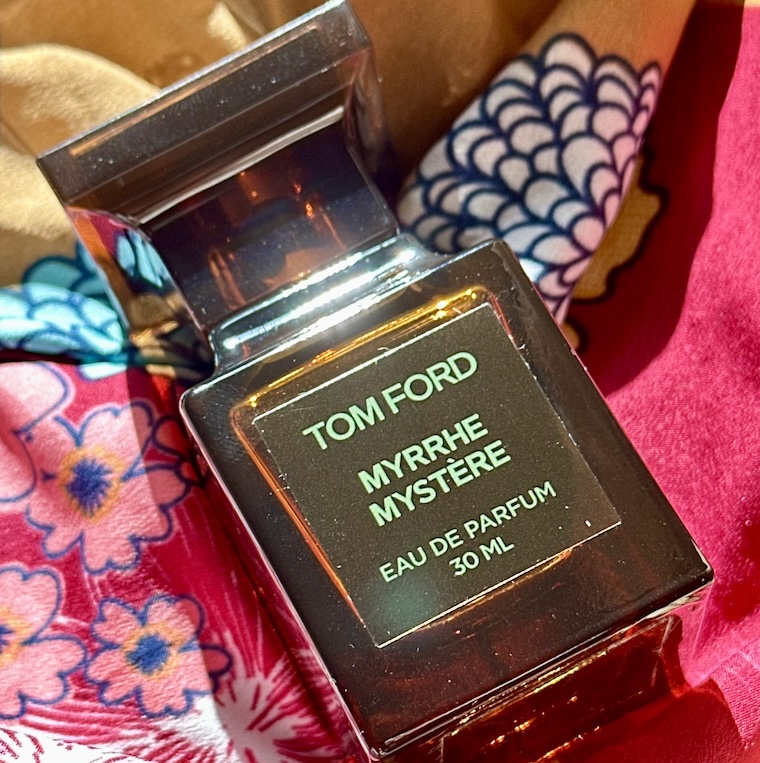 TOM FORD
MYRRHE
MYSTÈRE
EAU DE PARFUM
30 ML